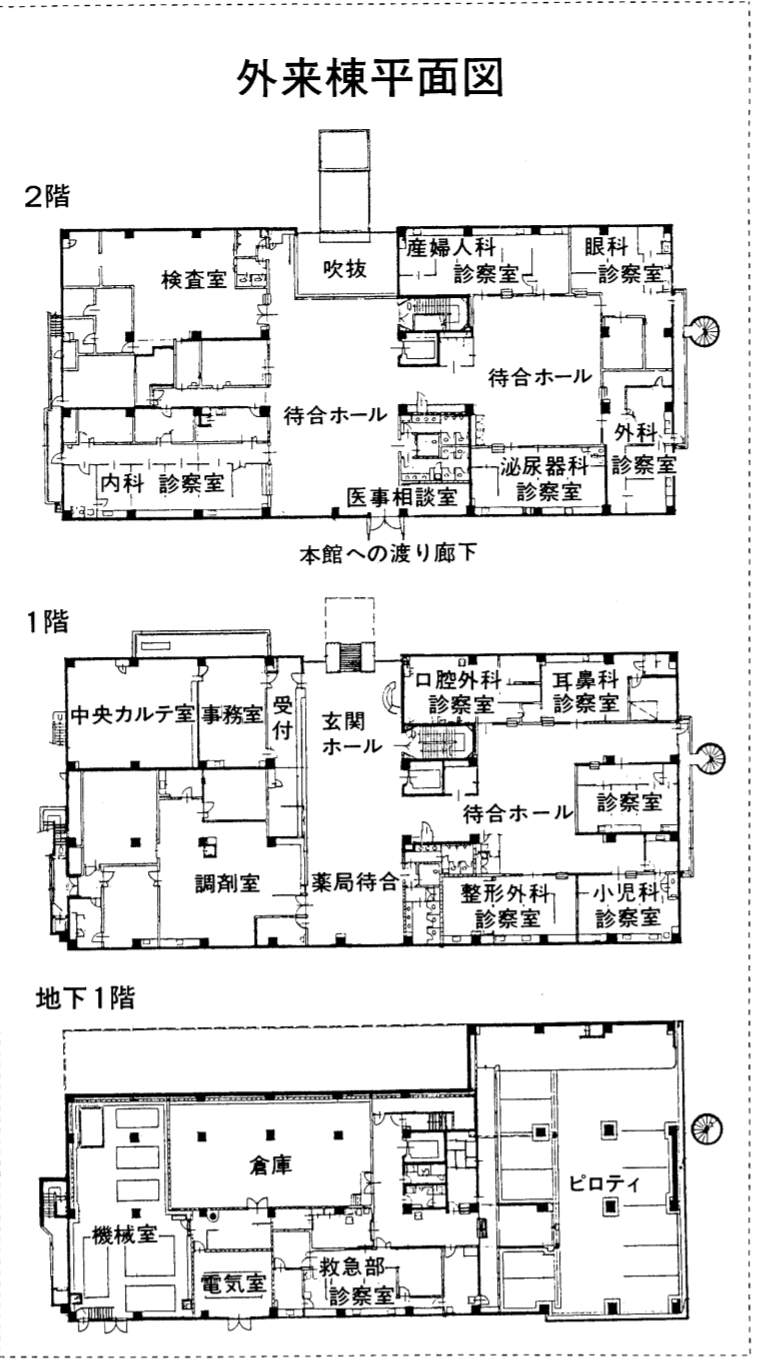 外来棟平面図
2階
吹抜
産婦人科
診察室
眼科
診察室
検査室
待合ホール
待合ホール
外科
診察室
内科 診察室
泌尿器科
診察室
医事相談室
本館への渡り廊下
1階
中央カルテ室
事務室
受付
玄関
ホール
口腔外科
診察室
耳鼻科
診察室
待合ホール
診察室
調剤室
薬局待合
整形外科
診察室
小児科
診察室
地下1階
倉庫
ピロティ
機械室
電気室
救急部
診察室